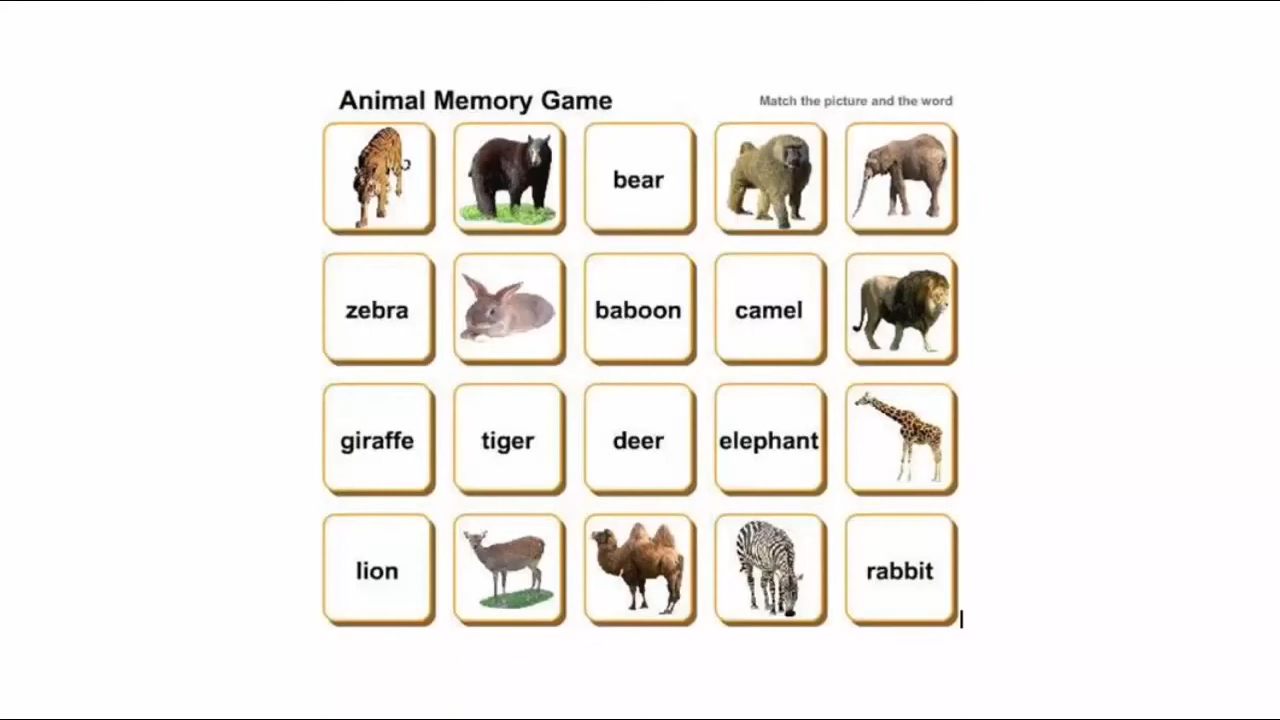 Animal Memory Game
Match the picture and the word
bear
zebra
baboon
camel
giraffe
tiger
deer
elephant
lion
rabbit